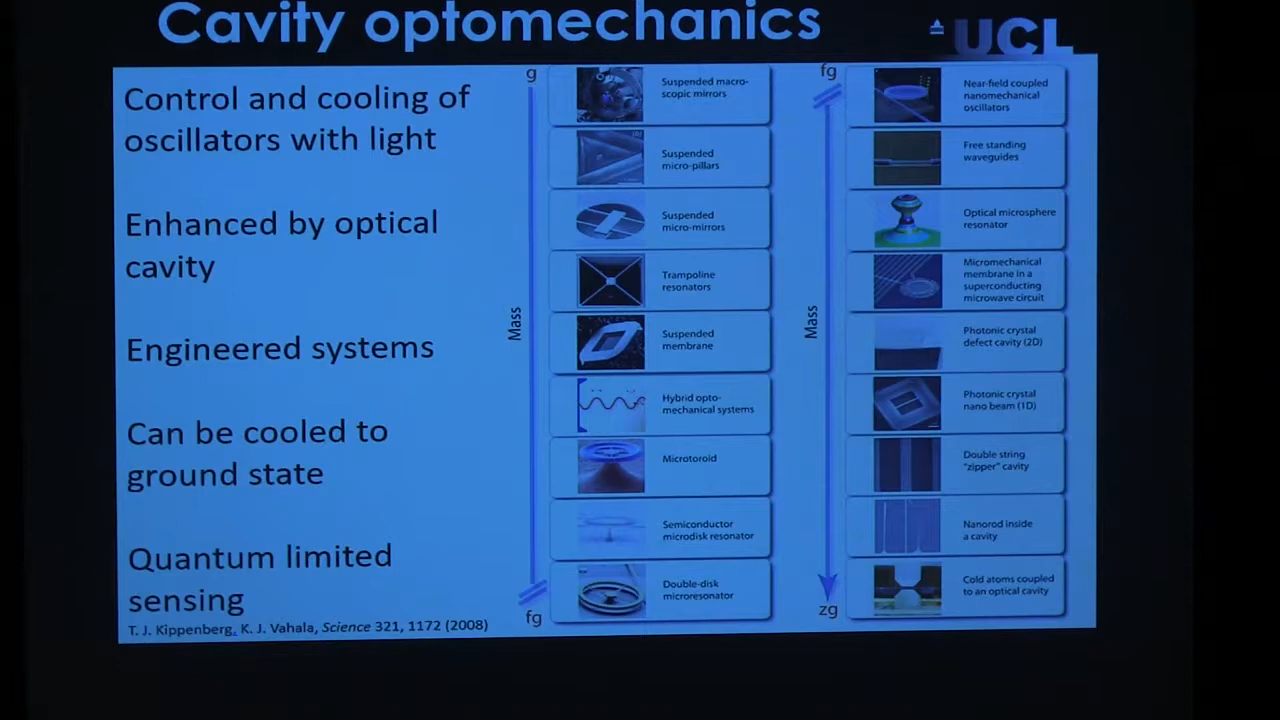 Cavity optomechanics
UCL
Control and cooling of
oscillators with light
Enhanced by optical
cavity
Engineered systems
Can be cooled to
ground state
Quantum limited
sensing
T. J. Kippenberg, K. J. Vahala, Science 321, 1172 (2008)
g
Mass
fg
Suspended macro-
scopic mirrors
Suspended
micro-pillars
Suspended
micro-mirrors
Trampoline
resonators
Suspended
membrane
Hybrid opto-
mechanical systems
Microtoroid
Semiconductor
microdisk resonator
Double-disk
microresonator
fg
Mass
zg
Near-field coupled
nanomechanical
oscillators
Free standing
waveguides
Optical microsphere
resonator
Micromechanical
membrane in a
superconducting
microwave circuit
Photonic crystal
defect cavity (2D)
Photonic crystal
nano beam (1D)
Double string
"zipper" cavity
Nanorod inside
a cavity
Cold atoms coupled
to an optical cavity